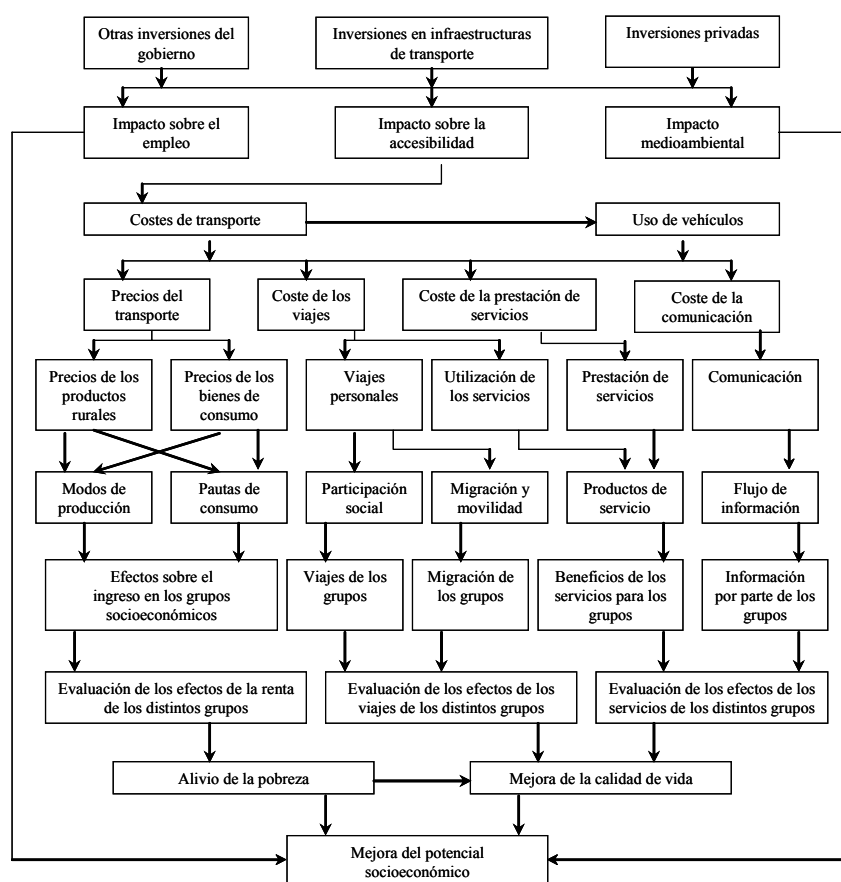 Otras inversiones del
gobierno
Inversiones en infraestructuras
de transporte
Inversiones privadas
Impacto sobre el
empleo
Impacto sobre la
accesibilidad
Impacto
medioambiental
Costes de transporte
Uso de vehículos
Precios del
transporte
Coste de los
viajes
Coste de la prestación de
servicios
Coste de la
comunicación
Precios de los
productos
rurales
Precios de los
bienes de
consumo
Viajes
personales
Utilización de
los servicios
Prestación de
servicios
Comunicación
Modos de
producción
Pautas de
consumo
Participación
social
Migración y
movilidad
Productos de
servicio
Flujo de
información
Efectos sobre el
ingreso en los grupos
socioeconómicos
Viajes de los
grupos
Migración de
los grupos
Beneficios de los
servicios para los
grupos
Información
por parte de los
grupos
Evaluación de los efectos de la renta
de los distintos grupos
Evaluación de los efectos de los
viajes de los distintos grupos
Evaluación de los efectos de los
servicios de los distintos grupos
Alivio de la pobreza
Mejora de la calidad de vida
Mejora del potencial
socioeconómico